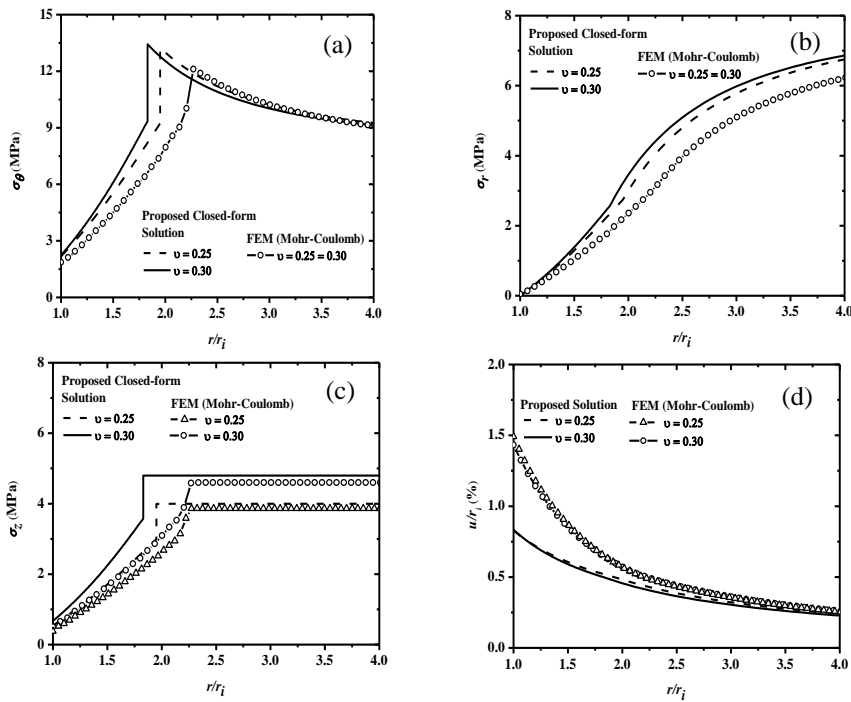 (a)
Proposed Closed-form
Solution
υ = 0.25
υ = 0.30
FEM (Mohr-Coulomb)
υ = 0.25 = 0.30
σθ (MPa)
15
12
9
6
3
0
1.0 1.5 2.0 2.5 3.0 3.5 4.0
r/ri
(b)
Proposed Closed-form
Solution
υ = 0.25
υ = 0.30
FEM (Mohr-Coulomb)
υ = 0.25 = 0.30
σr (MPa)
8
6
4
2
0
1.0 1.5 2.0 2.5 3.0 3.5 4.0
r/ri
(c)
Proposed Closed-form
Solution
υ = 0.25
υ = 0.30
FEM (Mohr-Coulomb)
υ = 0.25
υ = 0.30
σz (MPa)
8
6
4
2
0
1.0 1.5 2.0 2.5 3.0 3.5 4.0
r/ri
(d)
Proposed Solution
υ = 0.25
υ = 0.30
FEM (Mohr-Coulomb)
υ = 0.25
υ = 0.30
u/ri (%)
2.0
1.5
1.0
0.5
0.0
1.0 1.5 2.0 2.5 3.0 3.5 4.0
r/ri